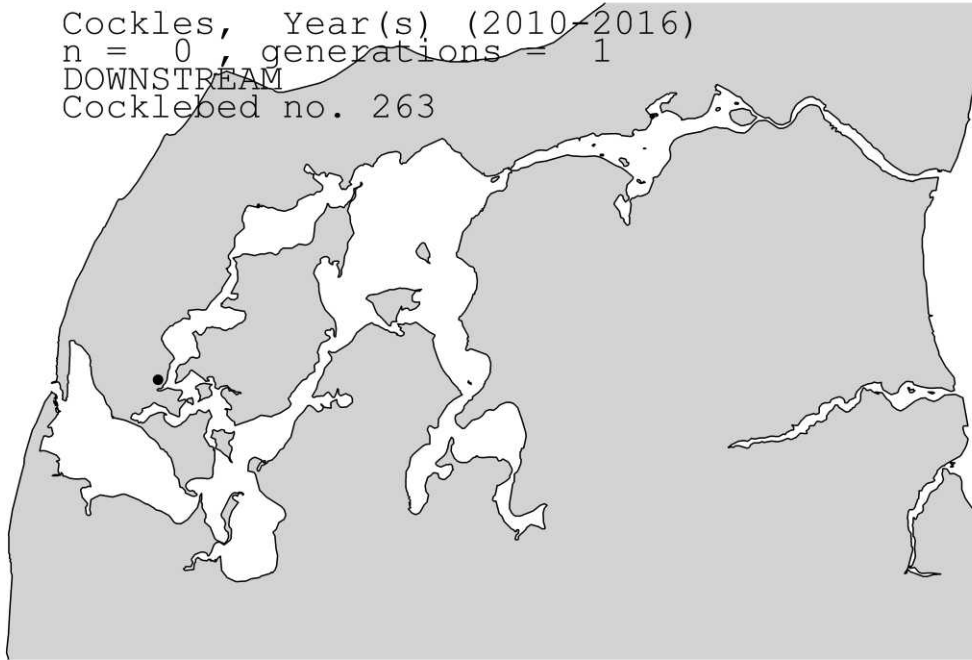 Cockles, Year(s) (2010-2016)
n = 0 , generations = 1
DOWNSTREAM
Cocklebed no. 263